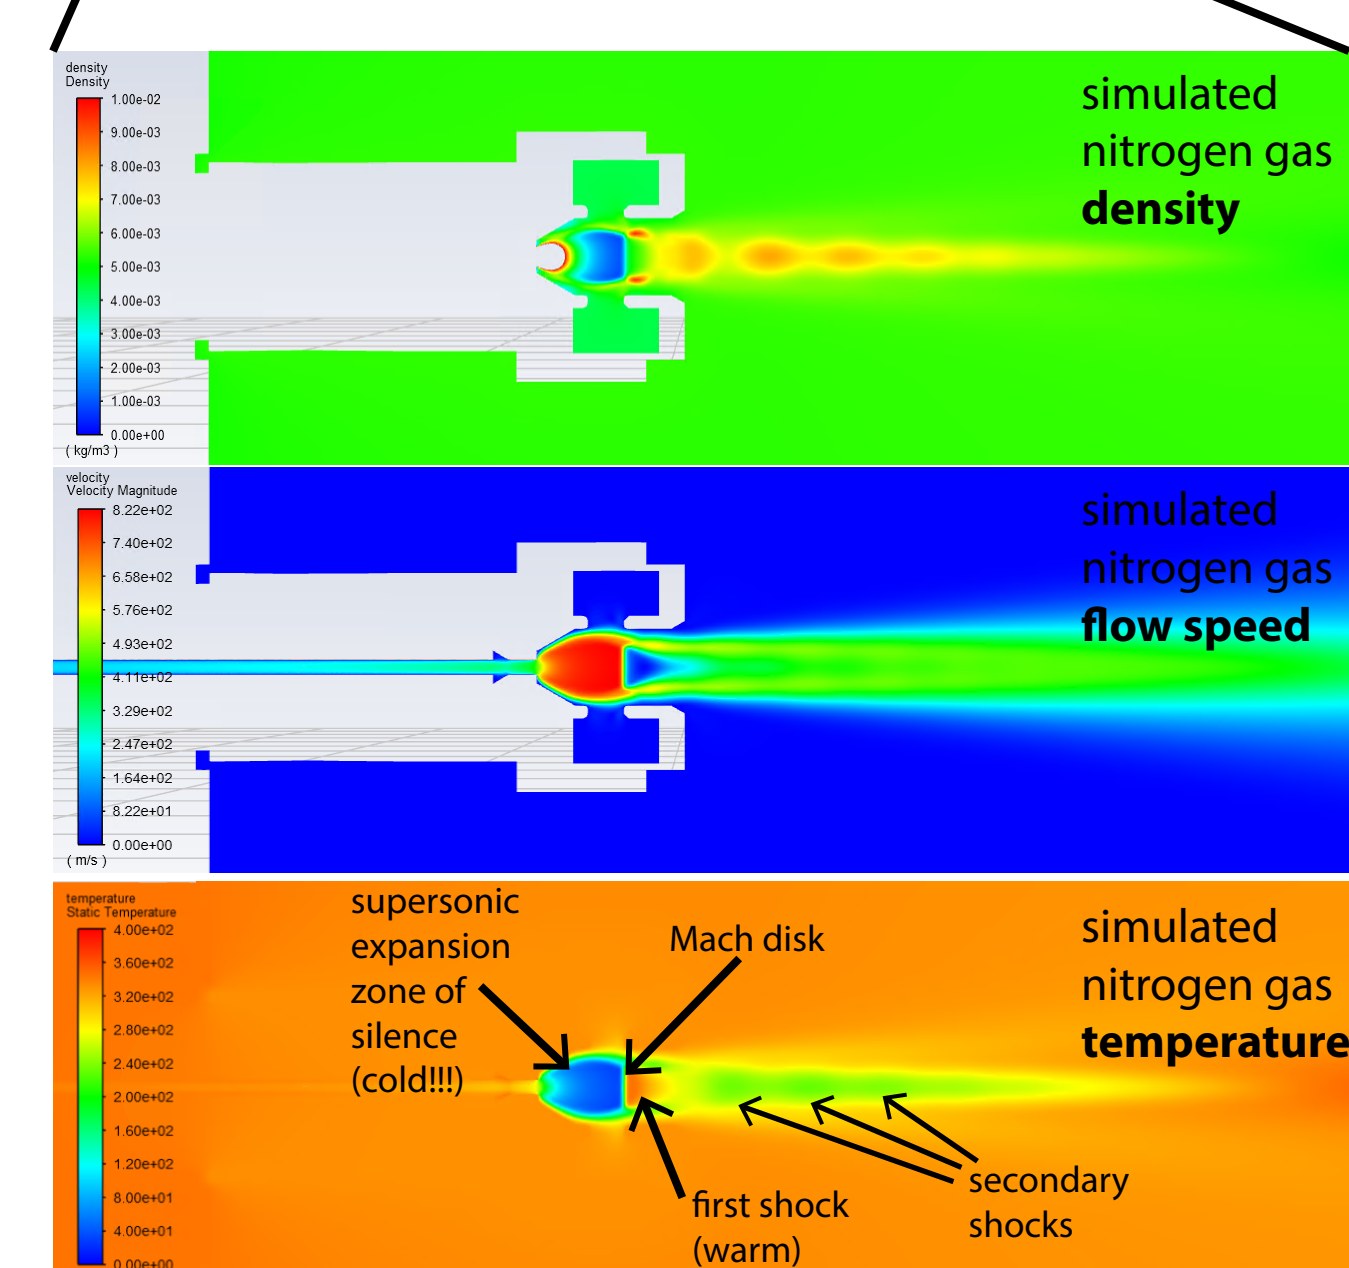 density
Density
1.00e-02
9.00e-03
8.00e-03
7.00e-03
6.00e-03
5.00e-03
4.00e-03
3.00e-03
2.00e-03
1.00e-03
0.00e+00
( kg/m3 )
simulated
nitrogen gas
density
velocity
Velocity Magnitude
8.22e+02
7.40e+02
6.58e+02
5.76e+02
4.93e+02
4.11e+02
3.29e+02
2.47e+02
1.64e+02
8.22e+01
0.00e+00
( m/s )
simulated
nitrogen gas
flow speed
temperature
Static Temperature
4.00e+02
3.60e+02
3.20e+02
2.80e+02
2.40e+02
2.00e+02
1.60e+02
1.20e+02
8.00e+01
4.00e+01
0.00e+00
supersonic
expansion
zone of
silence
(cold!!!)
Mach disk
simulated
nitrogen gas
temperature
first shock
(warm)
secondary
shocks